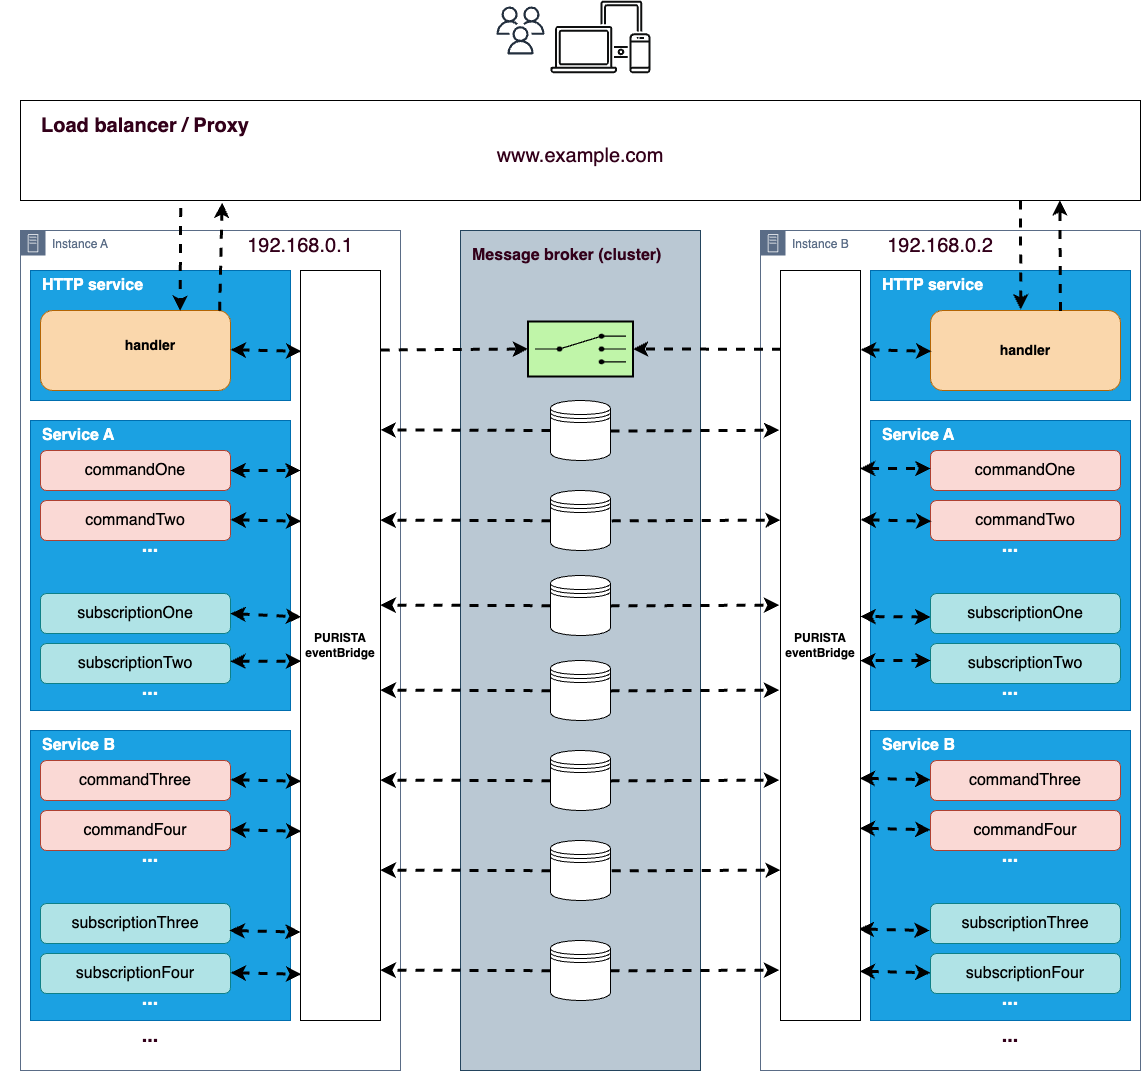 Load balancer / Proxy
www.example.com
Instance A
192.168.0.1
HTTP service
handler
Service A
commandOne
commandTwo
...
subscriptionOne
subscriptionTwo
...
Service B
commandThree
commandFour
...
subscriptionThree
subscriptionFour
...
...
PURISTA
eventBridge
Message broker (cluster)
Instance B
192.168.0.2
PURISTA
eventBridge
HTTP service
handler
Service A
commandOne
commandTwo
...
subscriptionOne
subscriptionTwo
...
Service B
commandThree
commandFour
...
subscriptionThree
subscriptionFour
...
...